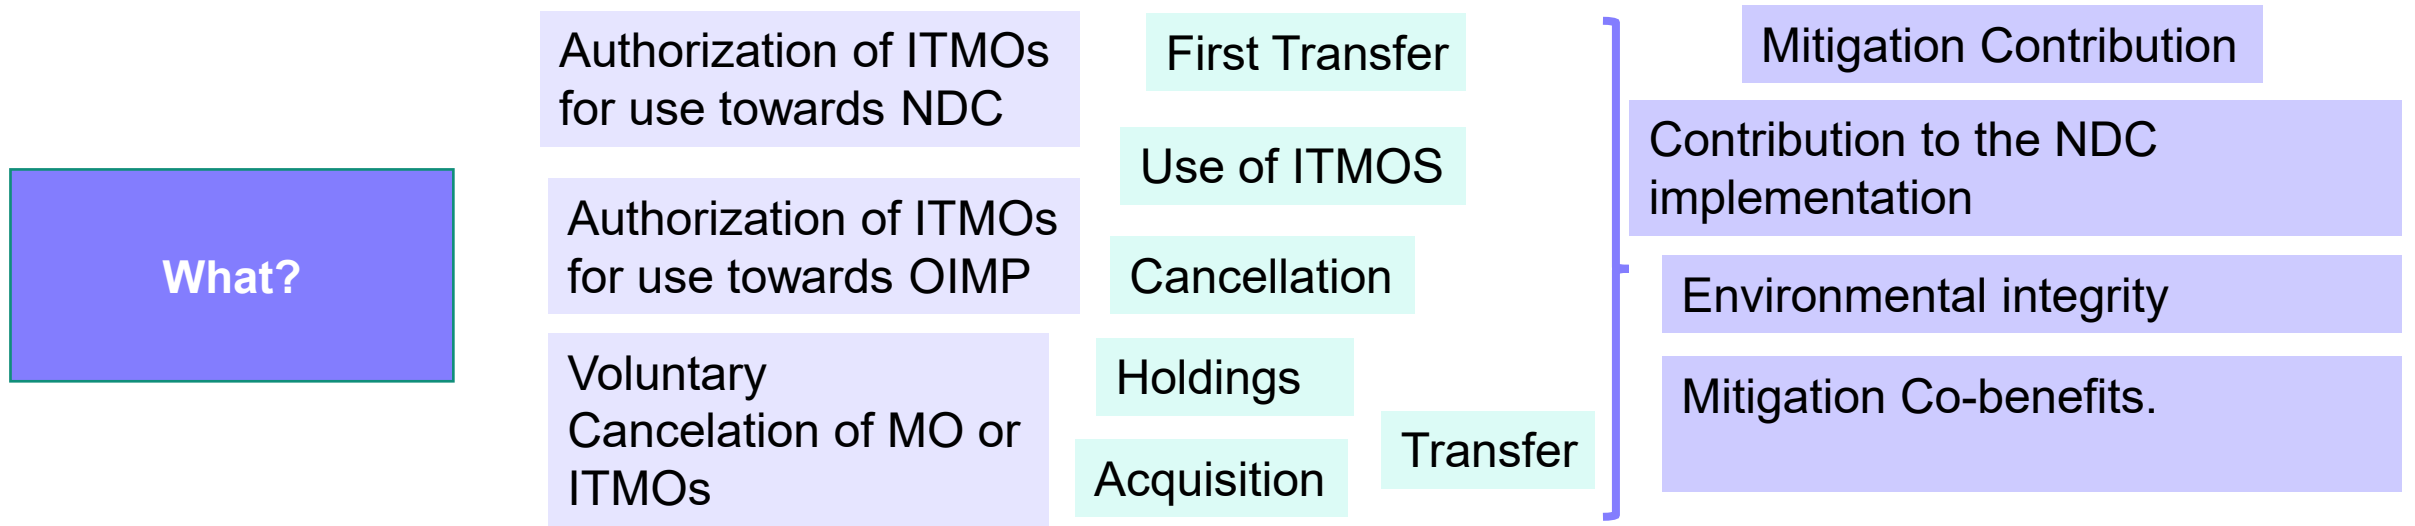 What?
Authorization of ITMOs
for use towards NDC
Authorization of ITMOs
for use towards OIMP
Voluntary
Cancelation of MO or
ITMOs
First Transfer
Use of ITMOS
Cancellation
Holdings
Transfer
Acquisition
Mitigation Contribution
Contribution to the NDC
implementation
Environmental integrity
Mitigation Co-benefits.